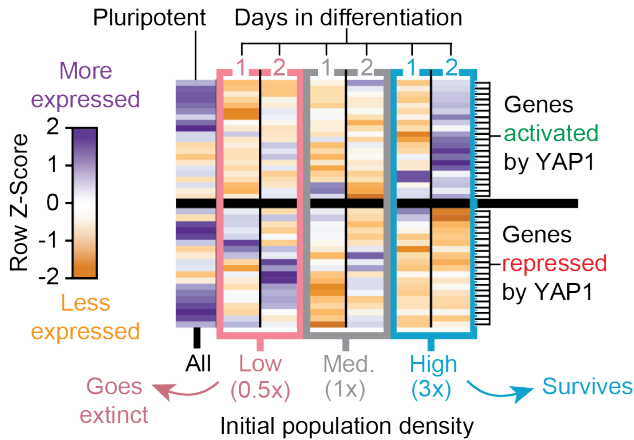 Pluripotent
Days in differentiation
1 2 1 2 1 2
More
expressed
2
1
0
-1
-2
Row Z-Score
Less
expressed
Genes
activated
by YAP1
Genes
repressed
by YAP1
All
Low
(0.5x)
Med.
(1x)
High
(3x)
Goes
extinct
Survives
Initial population density